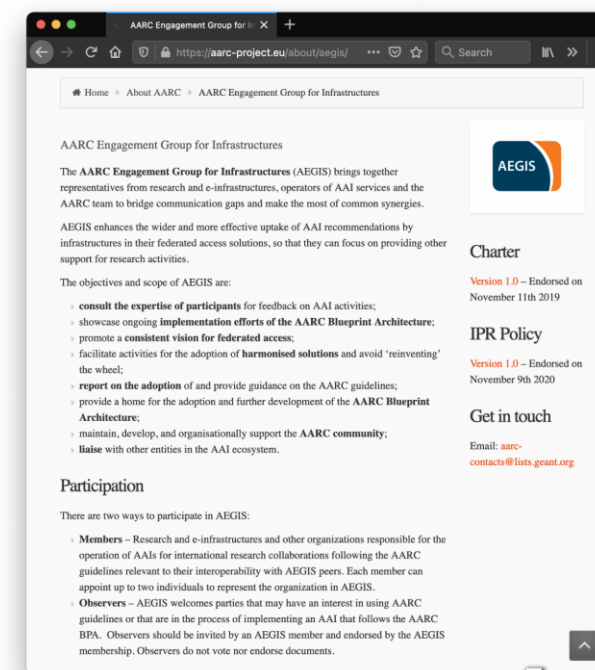 AARC Engagement Group for In
https://aarc-project.eu/about/aegis/
Search
Home › About AARC › AARC Engagement Group for Infrastructures
AARC Engagement Group for Infrastructures
The AARC Engagement Group for Infrastructures (AEGIS) brings together
representatives from research and e-infrastructures, operators of AAI services and the
AARC team to bridge communication gaps and make the most of common synergies.
AEGIS enhances the wider and more effective uptake of AAI recommendations by
infrastructures in their federated access solutions, so that they can focus on providing other
support for research activities.
The objectives and scope of AEGIS are:
› consult the expertise of participants for feedback on AAI activities;
› showcase ongoing implementation efforts of the AARC Blueprint Architecture;
› promote a consistent vision for federated access;
› facilitate activities for the adoption of harmonised solutions and avoid ‘reinventing’
the wheel;
› report on the adoption of and provide guidance on the AARC guidelines;
› provide a home for the adoption and further development of the AARC Blueprint
Architecture;
› maintain, develop, and organisationally support the AARC community;
› liaise with other entities in the AAI ecosystem.
Participation
There are two ways to participate in AEGIS:
› Members – Research and e-infrastructures and other organizations responsible for the
operation of AAIs for international research collaborations following the AARC
guidelines relevant to their interoperability with AEGIS peers. Each member can
appoint up to two individuals to represent the organization in AEGIS.
› Observers – AEGIS welcomes parties that may have an interest in using AARC
guidelines or that are in the process of implementing an AAI that follows the AARC
BPA. Observers should be invited by an AEGIS member and endorsed by the AEGIS
membership. Observers do not vote nor endorse documents.
AEGIS
Charter
Version 1.0 – Endorsed on
November 11th 2019
IPR Policy
Version 1.0 – Endorsed on
November 9th 2020
Get in touch
Email: aarc-
contacts@lists.geant.org